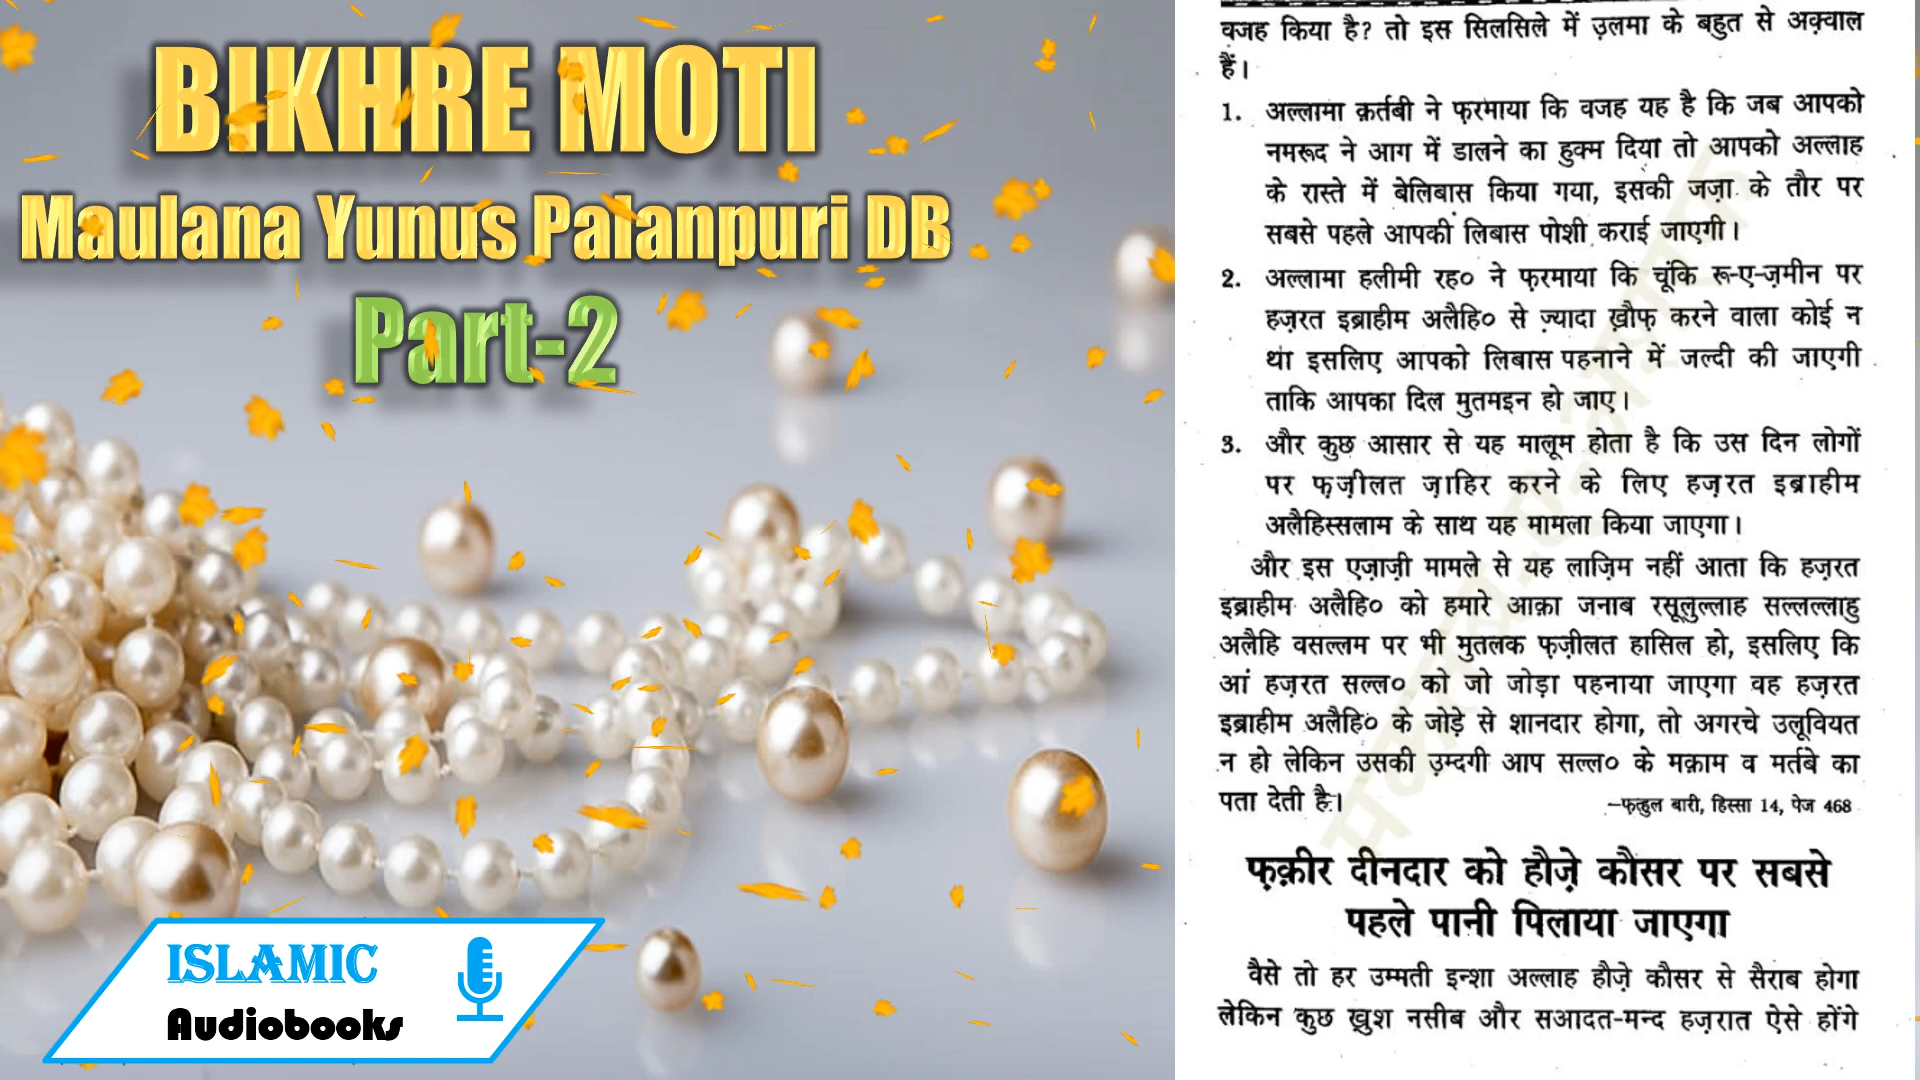 BIKHRE MOTI
Maulana Yunus Palanpuri DB
Part-2
ISLAMIC
Audiobooks
वजह किया है? तो इस सिलसिले में उ़लमा के बहुत से अक़्वाल
हैं।
1. अल्लामा क़र्तबी ने फ़रमाया कि वजह यह है कि जब आपको
नमरूद ने आग में डालने का हुक्म दिया तो आपको अल्लाह
के रास्ते में बेलिबास किया गया, इसकी जज़ा के तौर पर
सबसे पहले आपकी लिबास पोशी कराई जाएगी।
2. अल्लामा हलीमी रह० ने फ़रमाया कि चूंकि रू-ए-ज़मीन पर
हज़रत इब्राहीम अलैहि० से ज़्यादा ख़ौफ़ करने वाला कोई न
था इसलिए आपको लिबास पहनाने में जल्दी की जाएगी
ताकि आपका दिल मुतमइन हो जाए।
3. और कुछ आसार से यह मालूम होता है कि उस दिन लोगों
पर फ़ज़ीलत ज़ाहिर करने के लिए हज़रत इब्राहीम
अलैहिस्सलाम के साथ यह मामला किया जाएगा।
और इस एज़ाज़ी मामले से यह लाज़िम नहीं आता कि हज़रत
इब्राहीम अलैहि० को हमारे आक़ा जनाब रसूलुल्लाह सल्लल्लाहु
अलैहि वसल्लम पर भी मुतलक फ़ज़ीलत हासिल हो, इसलिए कि
आं हज़रत सल्ल० को जो जोड़ा पहनाया जाएगा वह हज़रत
इब्राहीम अलैहि० के जोड़े से शानदार होगा, तो अगरचे उलूवियत
न हो लेकिन उसकी उ़म्दगी आप सल्ल० के मक़ाम व मर्तबे का
पता देती है।
–फ़त्हुल बारी, हिस्सा 14, पेज 468
फ़क़ीर दीनदार को हौज़े कौसर पर सबसे
पहले पानी पिलाया जाएगा
वैसे तो हर उम्मती इन्शा अल्लाह हौज़े कौसर से सैराब होगा
लेकिन कुछ ख़ुश नसीब और सआदत-मन्द हज़रात ऐसे होंगे